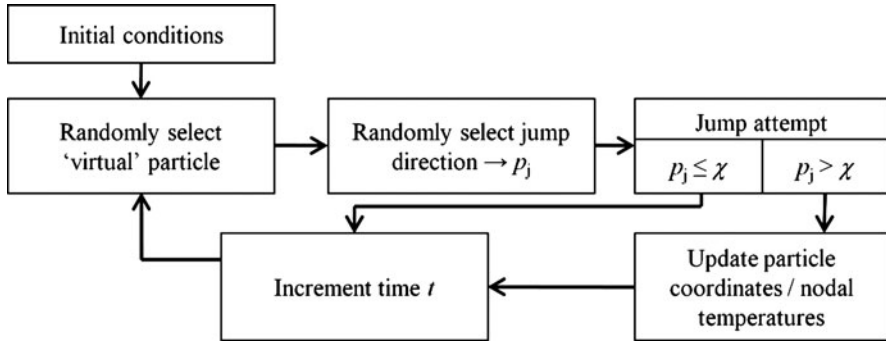 Initial conditions
Randomly select
'virtual' particle
Randomly select jump
direction → pj
Jump attempt
pj ≤ χ
pj > χ
Increment time t
Update particle
coordinates / nodal
temperatures